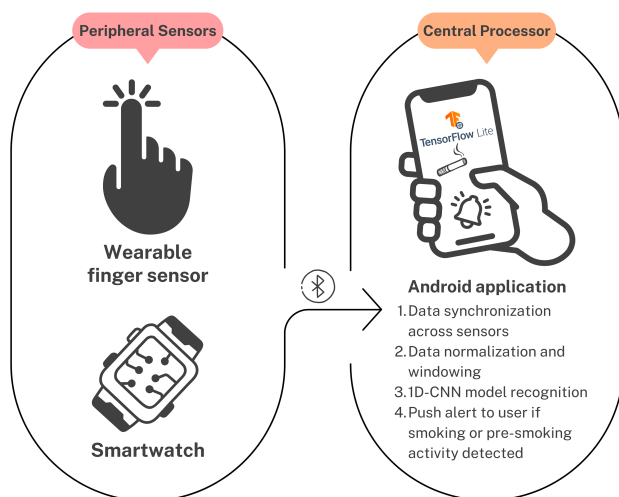 Peripheral Sensors
Wearable
finger sensor
Smartwatch
Central Processor
TensorFlow Lite
Android application
1. Data synchronization
across sensors
2. Data normalization and
windowing
3. 1D-CNN model recognition
4. Push alert to user if
smoking or pre-smoking
activity detected